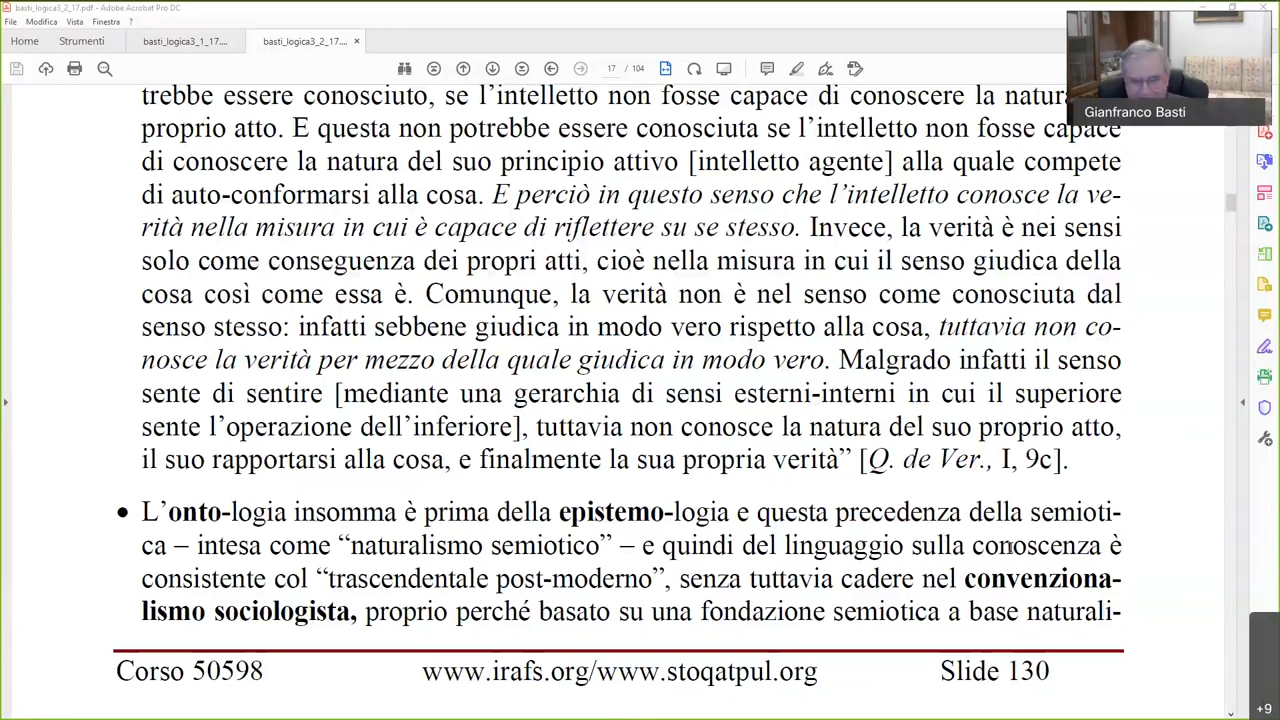 basti_logica3_2_17.pdf - Adobe Acrobat Pro DC
File Modifica Vista Finestra ?
Home Strumenti basti_logica3_1_17.... basti_logica3_2_17.... ×
17 / 104
Gianfranco Basti
trebbe essere conosciuto, se l’intelletto non fosse capace di conoscere la natura
proprio atto. E questa non potrebbe essere conosciuta se l’intelletto non fosse capace
di conoscere la natura del suo principio attivo [intelletto agente] alla quale compete
di auto-conformarsi alla cosa. E perciò in questo senso che l’intelletto conosce la ve-
rità nella misura in cui è capace di riflettere su se stesso. Invece, la verità è nei sensi
solo come conseguenza dei propri atti, cioè nella misura in cui il senso giudica della
cosa così come essa è. Comunque, la verità non è nel senso come conosciuta dal
senso stesso: infatti sebbene giudica in modo vero rispetto alla cosa, tuttavia non co-
nosce la verità per mezzo della quale giudica in modo vero. Malgrado infatti il senso
sente di sentire [mediante una gerarchia di sensi esterni-interni in cui il superiore
sente l’operazione dell’inferiore], tuttavia non conosce la natura del suo proprio atto,
il suo rapportarsi alla cosa, e finalmente la sua propria verità” [Q. de Ver., I, 9c].
• L’onto-logia insomma è prima della epistemo-logia e questa precedenza della semioti-
ca – intesa come “naturalismo semiotico” – e quindi del linguaggio sulla conoscenza è
consistente col “trascendentale post-moderno”, senza tuttavia cadere nel convenziona-
lismo sociologista, proprio perché basato su una fondazione semiotica a base naturali-
Corso 50598 www.irafs.org/www.stoqatpul.org Slide 130
+9